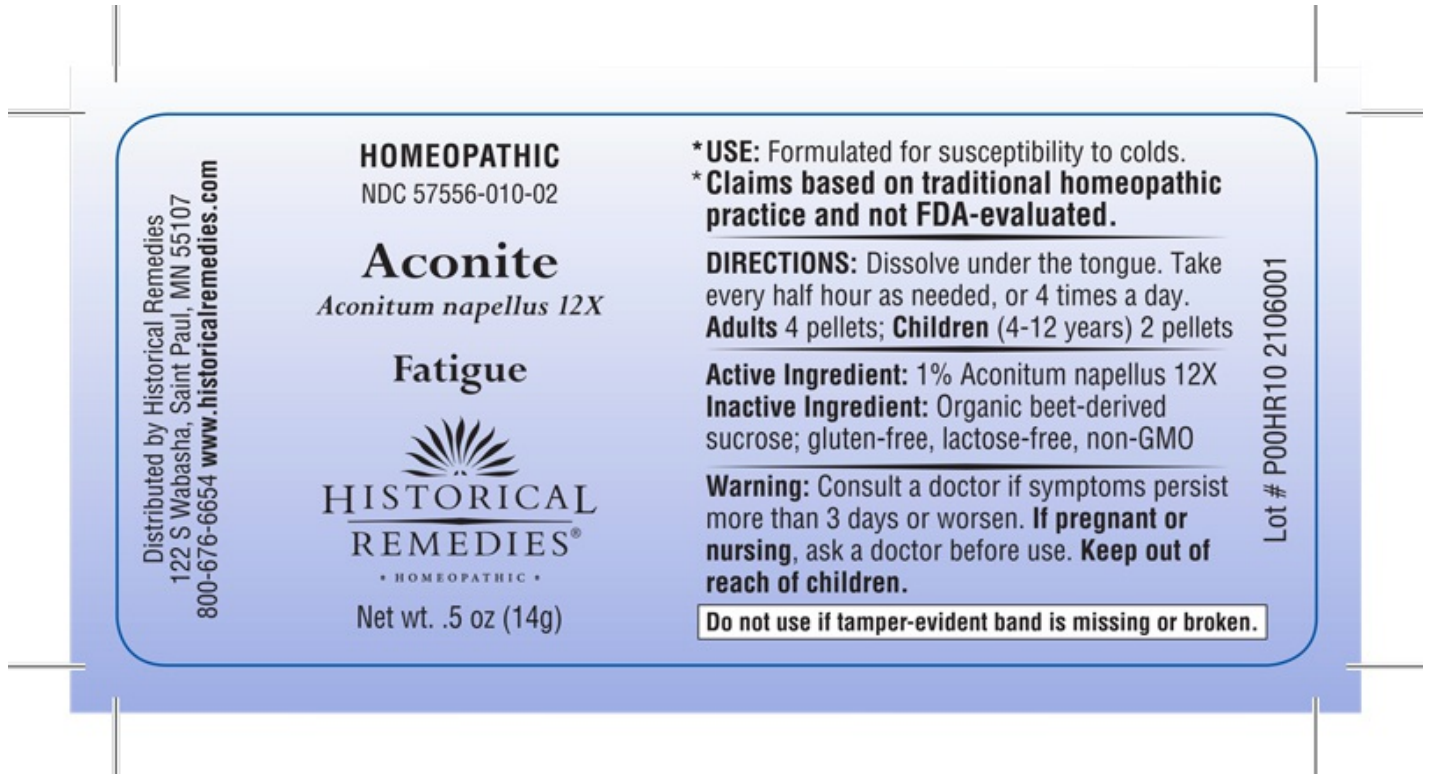 Distributed by Historical Remedies
122 S Wabasha, Saint Paul, MN 55107
800-676-6654 www.historicalremedies.com
HOMEOPATHIC
NDC 57556-010-02
Aconite
Aconitum napellus 12X
Fatigue
HISTORICAL
REMEDIES®
• HOMEOPATHIC •
Net wt. .5 oz (14g)
*USE: Formulated for susceptibility to colds.
*Claims based on traditional homeopathic
practice and not FDA-evaluated.
DIRECTIONS: Dissolve under the tongue. Take
every half hour as needed, or 4 times a day.
Adults 4 pellets; Children (4-12 years) 2 pellets
Active Ingredient: 1% Aconitum napellus 12X
Inactive Ingredient: Organic beet-derived
sucrose; gluten-free, lactose-free, non-GMO
Warning: Consult a doctor if symptoms persist
more than 3 days or worsen. If pregnant or
nursing, ask a doctor before use. Keep out of
reach of children.
Do not use if tamper-evident band is missing or broken.
Lot # P00HR10 2106001